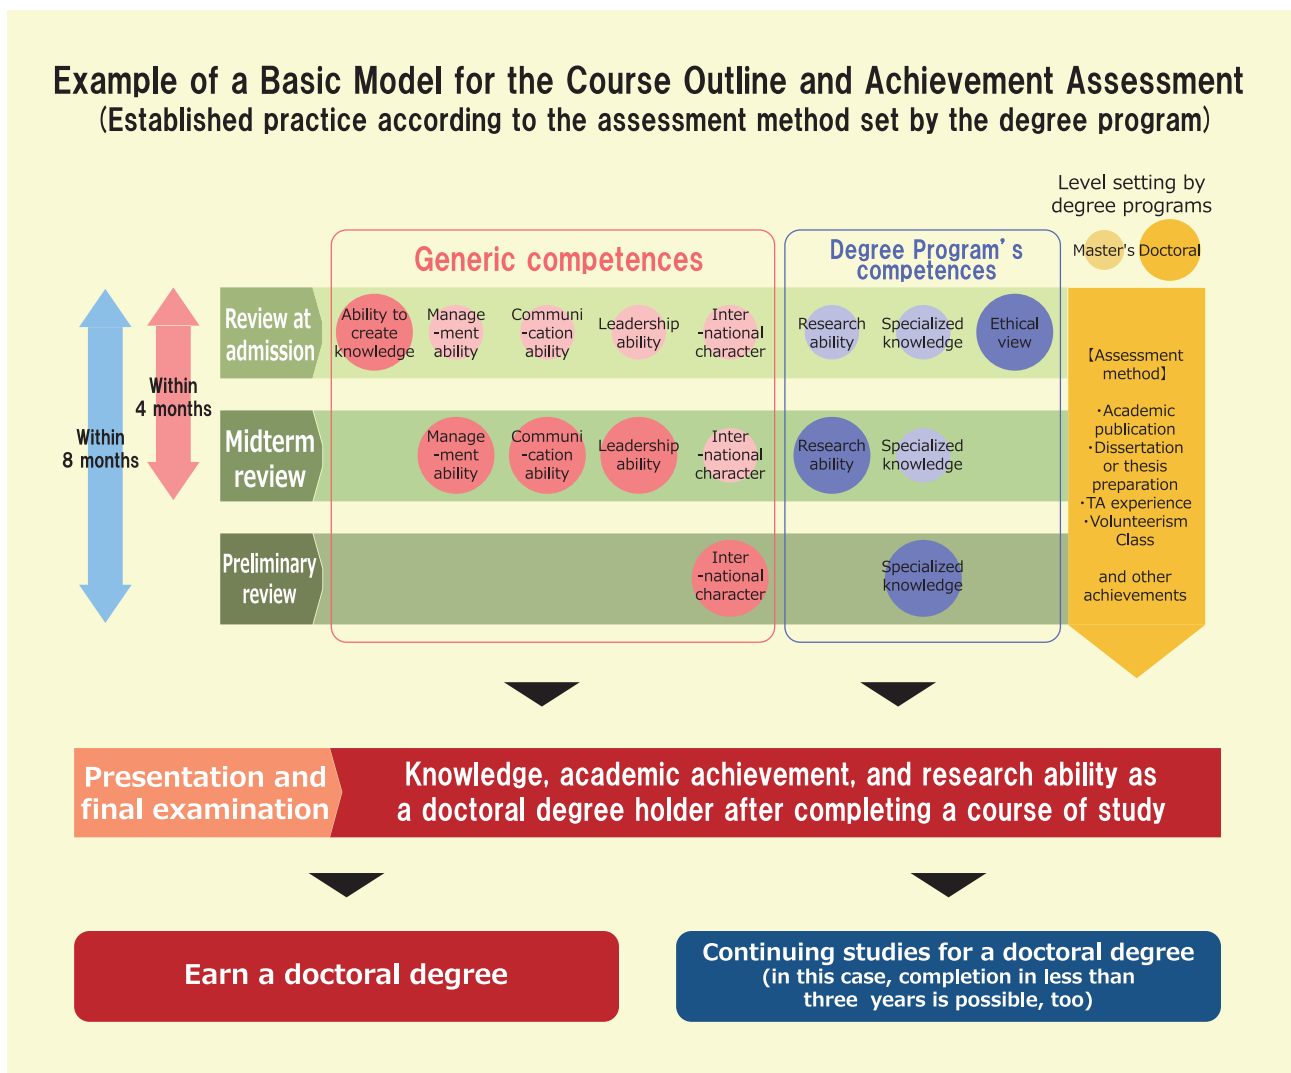 Example of a Basic Model for the Course Outline and Achievement Assessment
(Established practice according to the assessment method set by the degree program)
Level setting by
degree programs
Master's
Doctoral
Generic competences
Degree Program's
competences
Within
4 months
Within
8 months
Review at
admission
Ability to
create
knowledge
Manage
-ment
ability
Communi
-cation
ability
Leadership
ability
Inter
-national
character
Research
ability
Specialized
knowledge
Ethical
view
Midterm
review
Manage
-ment
ability
Communi
-cation
ability
Leadership
ability
Inter
-national
character
Research
ability
Specialized
knowledge
Preliminary
review
Inter
-national
character
Specialized
knowledge
【Assessment
method】
・Academic
publication
・Dissertation
or thesis
preparation
・TA experience
・Volunteerism
Class
and other
achievements
Presentation and
final examination
Knowledge, academic achievement, and research ability as
a doctoral degree holder after completing a course of study
Earn a doctoral degree
Continuing studies for a doctoral degree
(in this case, completion in less than
three years is possible, too)